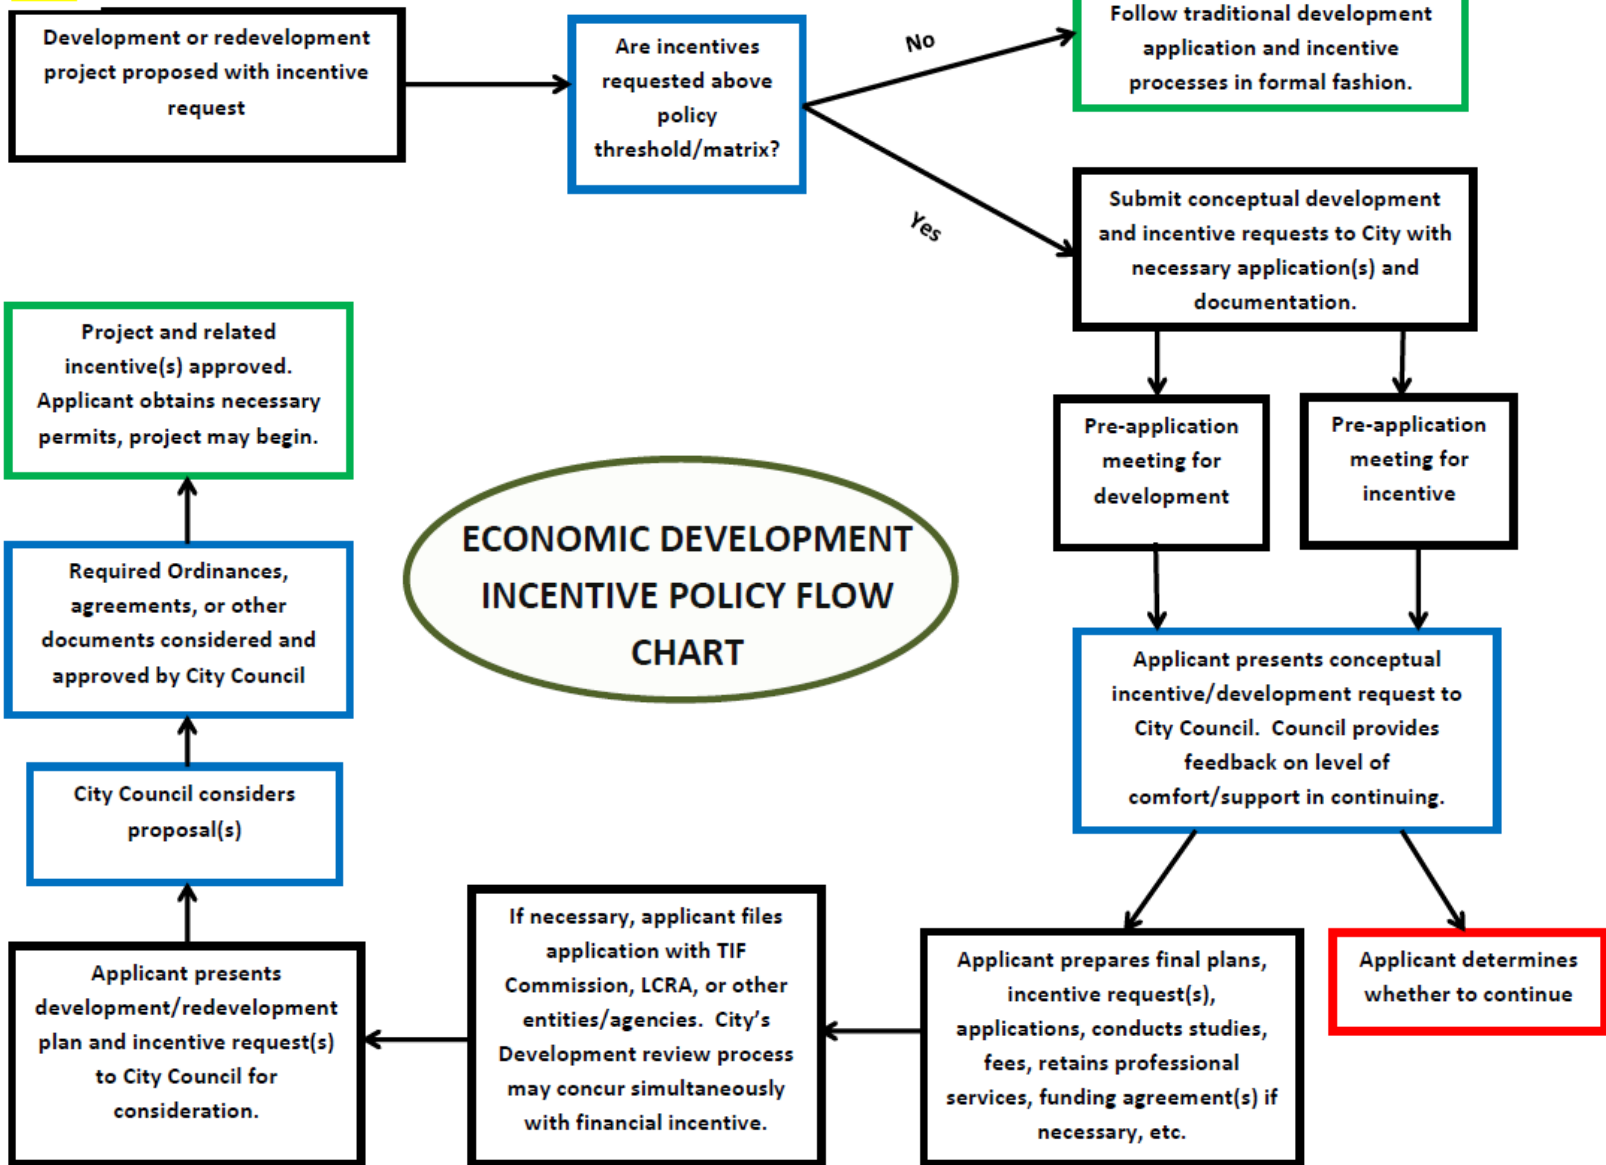 Development or redevelopment
project proposed with incentive
request
Are incentives
requested above
policy
threshold/matrix?
No
Yes
Follow traditional development
application and incentive
processes in formal fashion.
Submit conceptual development
and incentive requests to City with
necessary application(s) and
documentation.
Pre-application
meeting for
development
Pre-application
meeting for
incentive
Applicant presents conceptual
incentive/development request to
City Council.  Council provides
feedback on level of
comfort/support in continuing.
Applicant determines
whether to continue
Applicant prepares final plans,
incentive request(s),
applications, conducts studies,
fees, retains professional
services, funding agreement(s) if
necessary, etc.
If necessary, applicant files
application with TIF
Commission, LCRA, or other
entities/agencies.  City’s
Development review process
may concur simultaneously
with financial incentive.
Applicant presents
development/redevelopment
plan and incentive request(s)
to City Council for
consideration.
City Council considers
proposal(s)
Required Ordinances,
agreements, or other
documents considered and
approved by City Council
Project and related
incentive(s) approved.
Applicant obtains necessary
permits, project may begin.
ECONOMIC DEVELOPMENT
INCENTIVE POLICY FLOW
CHART